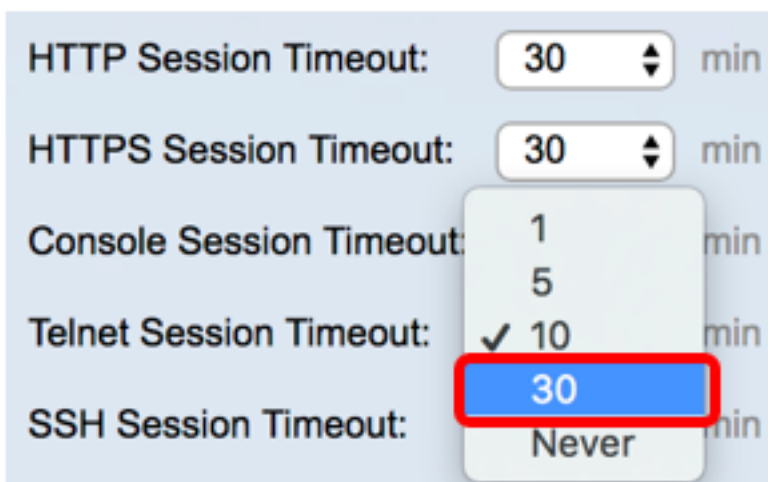 HTTP Session Timeout: 30 min
HTTPS Session Timeout: 30 min
1
Console Session Timeout: min
5
Telnet Session Timeout: ✓ 10 min
30
SSH Session Timeout: min
Never